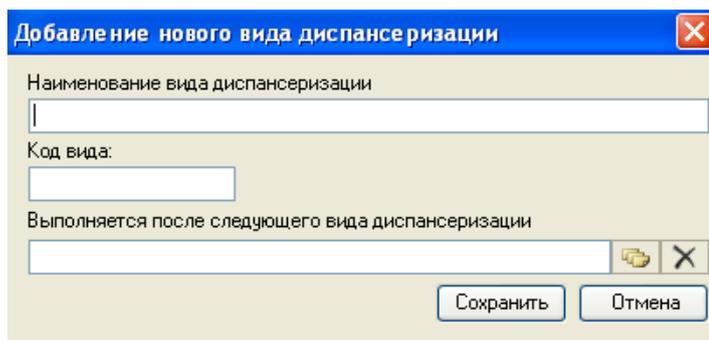 Добавление нового вида диспансеризации
Наименование вида диспансеризации
Код вида:
Выполняется после следующего вида диспансеризации
Сохранить Отмена